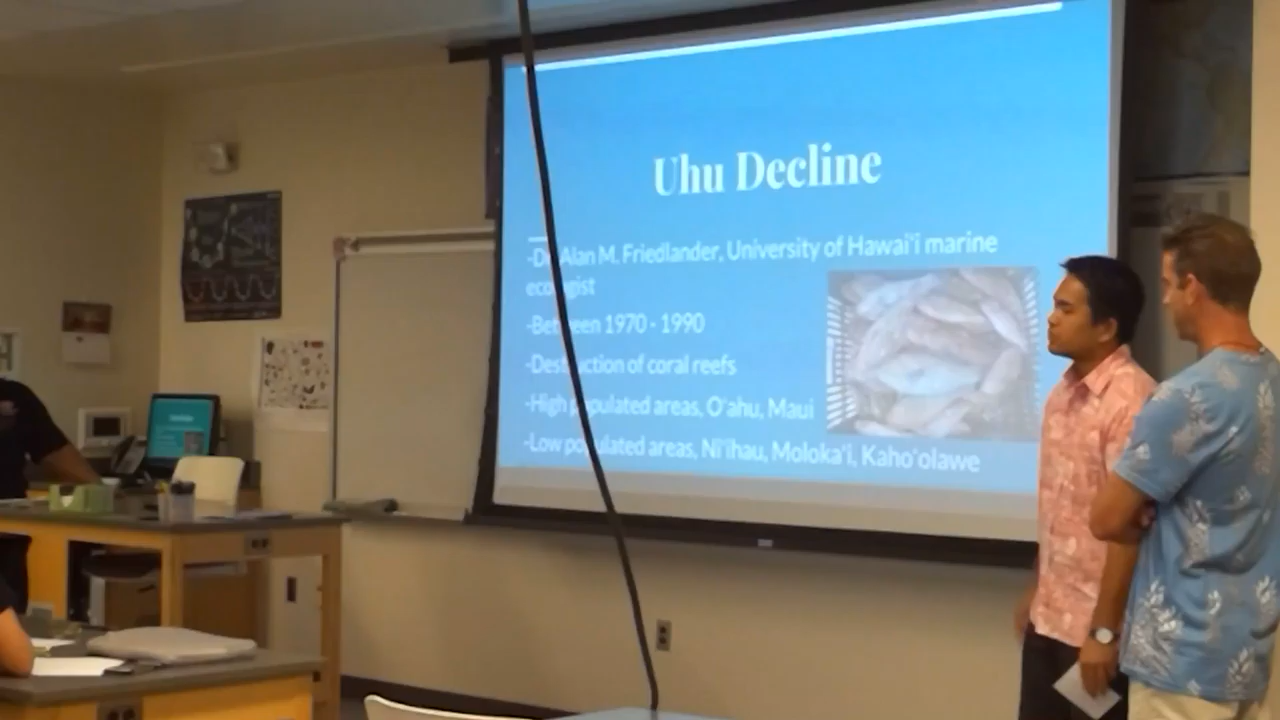 Uhu Decline
-Dr. Alan M. Friedlander, University of Hawai'i marine
ecologist
-Between 1970 - 1990
-Destruction of coral reefs
-High populated areas, O'ahu, Maui
-Low populated areas, Ni'ihau, Moloka'i, Kaho'olawe